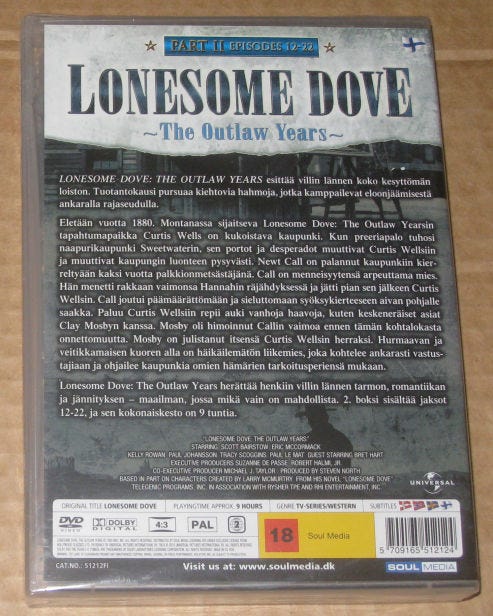 PART II EPISODES 12-22
LONESOME DOVE
~The Outlaw Years~
LONESOME DOVE: THE OUTLAW YEARS esittää villin lännen koko kesyttömän
loiston. Tuotantokausi pursuaa kiehtovia hahmoja, jotka kamppailevat eloonjäämisestä
ankaralla rajaseudulla.
Eletään vuotta 1880. Montanassa sijaitseva Lonesome Dove: The Outlaw Yearsin
tapahtumapaikka Curtis Wells on kukoistava kaupunki. Kun preeriapalo tuhosi
naapurikaupunki Sweetwaterin, sen portot ja desperadot muuttivat Curtis Wellsiin
ja muuttivat kaupungin luonteen pysyvästi. Newt Call on palannut kaupunkiin kier-
reltyään kaksi vuotta palkkionmetsästäjänä. Call on menneisyytensä arpeuttama mies.
Hän menetti rakkaan vaimonsa Hannahin räjähdyksessä ja jätti pian sen jälkeen Curtis
Wellsin. Call joutui päämäärättömään ja sieluttomaan syöksykierteeseen aivan pohjalle
saakka. Paluu Curtis Wellsiin repii auki vanhoja haavoja, kuten keskeneräiset asiat
Clay Mosbyn kanssa. Mosby oli himoinnut Callin vaimoa ennen tämän kohtalokasta
onnettomuutta. Mosby on julistanut itsensä Curtis Wellsin herraksi. Hurmaavan ja
veitikkamaisen kuoren alla on häikäilemätön liikemies, joka kohtelee ankarasti vastus-
tajiaan ja ohjailee kaupunkia omien hämärien tarkoitusperiensä mukaan.
Lonesome Dove: The Outlaw Years herättää henkiin villin lännen tarmon, romantiikan
ja jännityksen – maailman, jossa mikä vain on mahdollista. 2. boksi sisältää jaksot
12-22, ja sen kokonaiskesto on 9 tuntia.
"LONESOME DOVE: THE OUTLAW YEARS"
STARRING: SCOTT BAIRSTOW, ERIC MCCORMACK,
KELLY ROWAN, PAUL JOHANSSON, TRACY SCOGGINS, PAUL LE MAT GUEST STARRING BRET HART
EXECUTIVE PRODUCERS: SUZANNE DE PASSE, ROBERT HALMI, JR.
CO-EXECUTIVE PRODUCER MICHAEL J. TAYLOR PRODUCED BY STEVEN NORTH
BASED IN PART ON CHARACTERS CREATED BY LARRY MCMURTRY, FROM HIS NOVEL "LONESOME DOVE"
TELEGENIC PROGRAMS, INC. IN ASSOCIATION WITH RYSHER TPE AND RHI ENTERTAINMENT, INC.
UNIVERSAL
ORIGINAL TITLE LONESOME DOVE PLAYINGTIME APPROX. 9 HOURS GENRE TV-SERIES/WESTERN SUBTITLES
DVD VIDEO DOLBY DIGITAL 4:3 PAL 2 18 Soul Media
5 709165 512124
CAT.NO.: 51212FI Visit us at: www.soulmedia.dk SOUL MEDIA